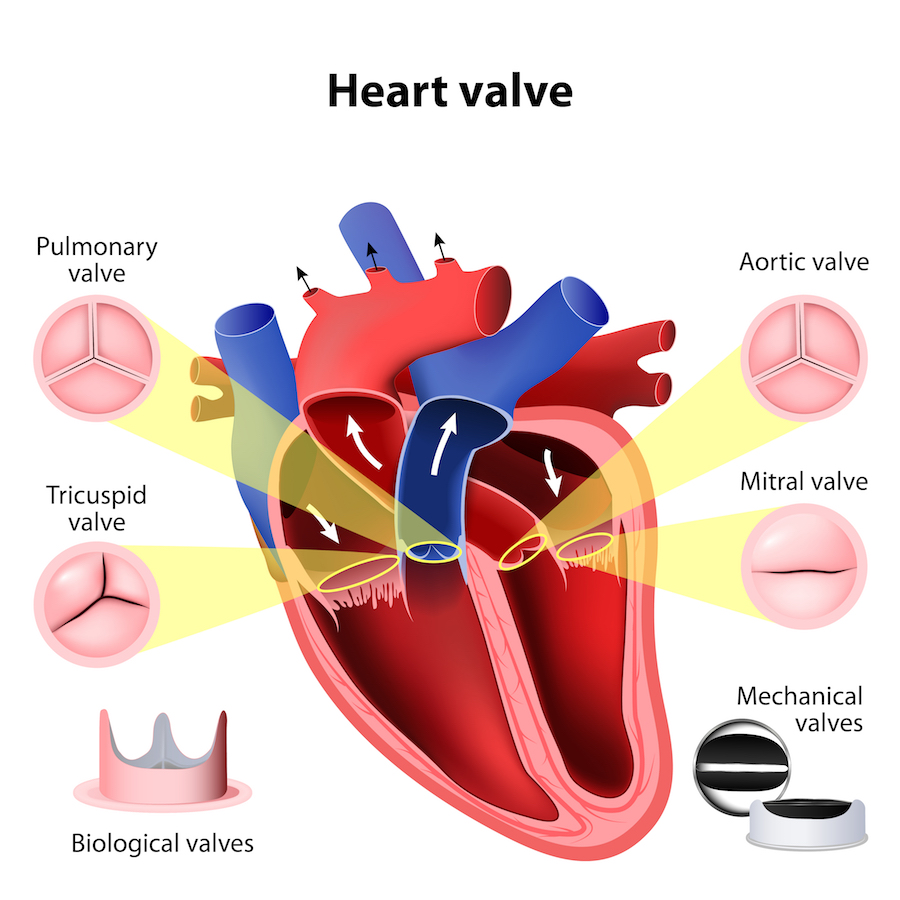 Heart valve
Pulmonary
valve
Aortic valve
Tricuspid
valve
Mitral valve
Biological valves
Mechanical
valves